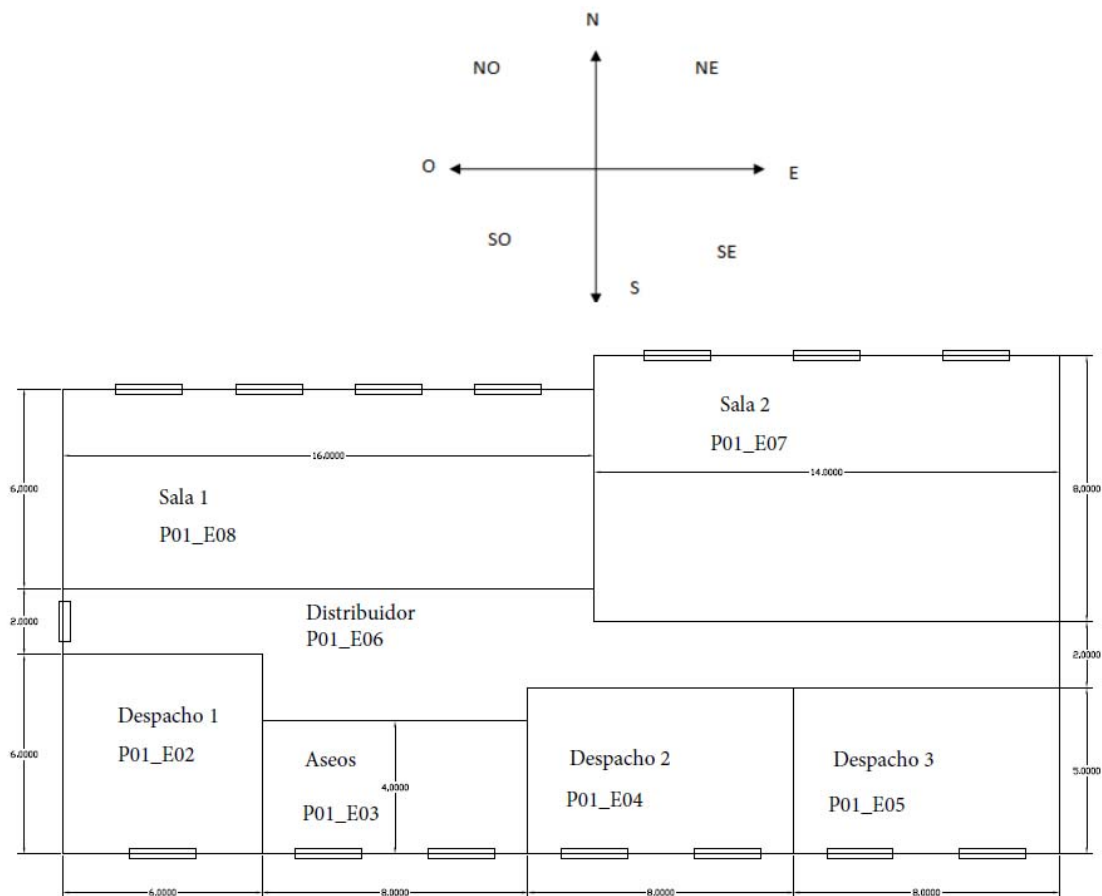 N
NO
NE
O
E
SO
SE
S
Sala 2
P01_E07
16.0000
14.0000
6.0000
8.0000
Sala 1
P01_E08
Distribuidor
P01_E06
2.0000
2.0000
Despacho 1
P01_E02
6.0000
Aseos
P01_E03
4.0000
Despacho 2
P01_E04
Despacho 3
P01_E05
5.0000
6.0000
8.0000
8.0000
8.0000